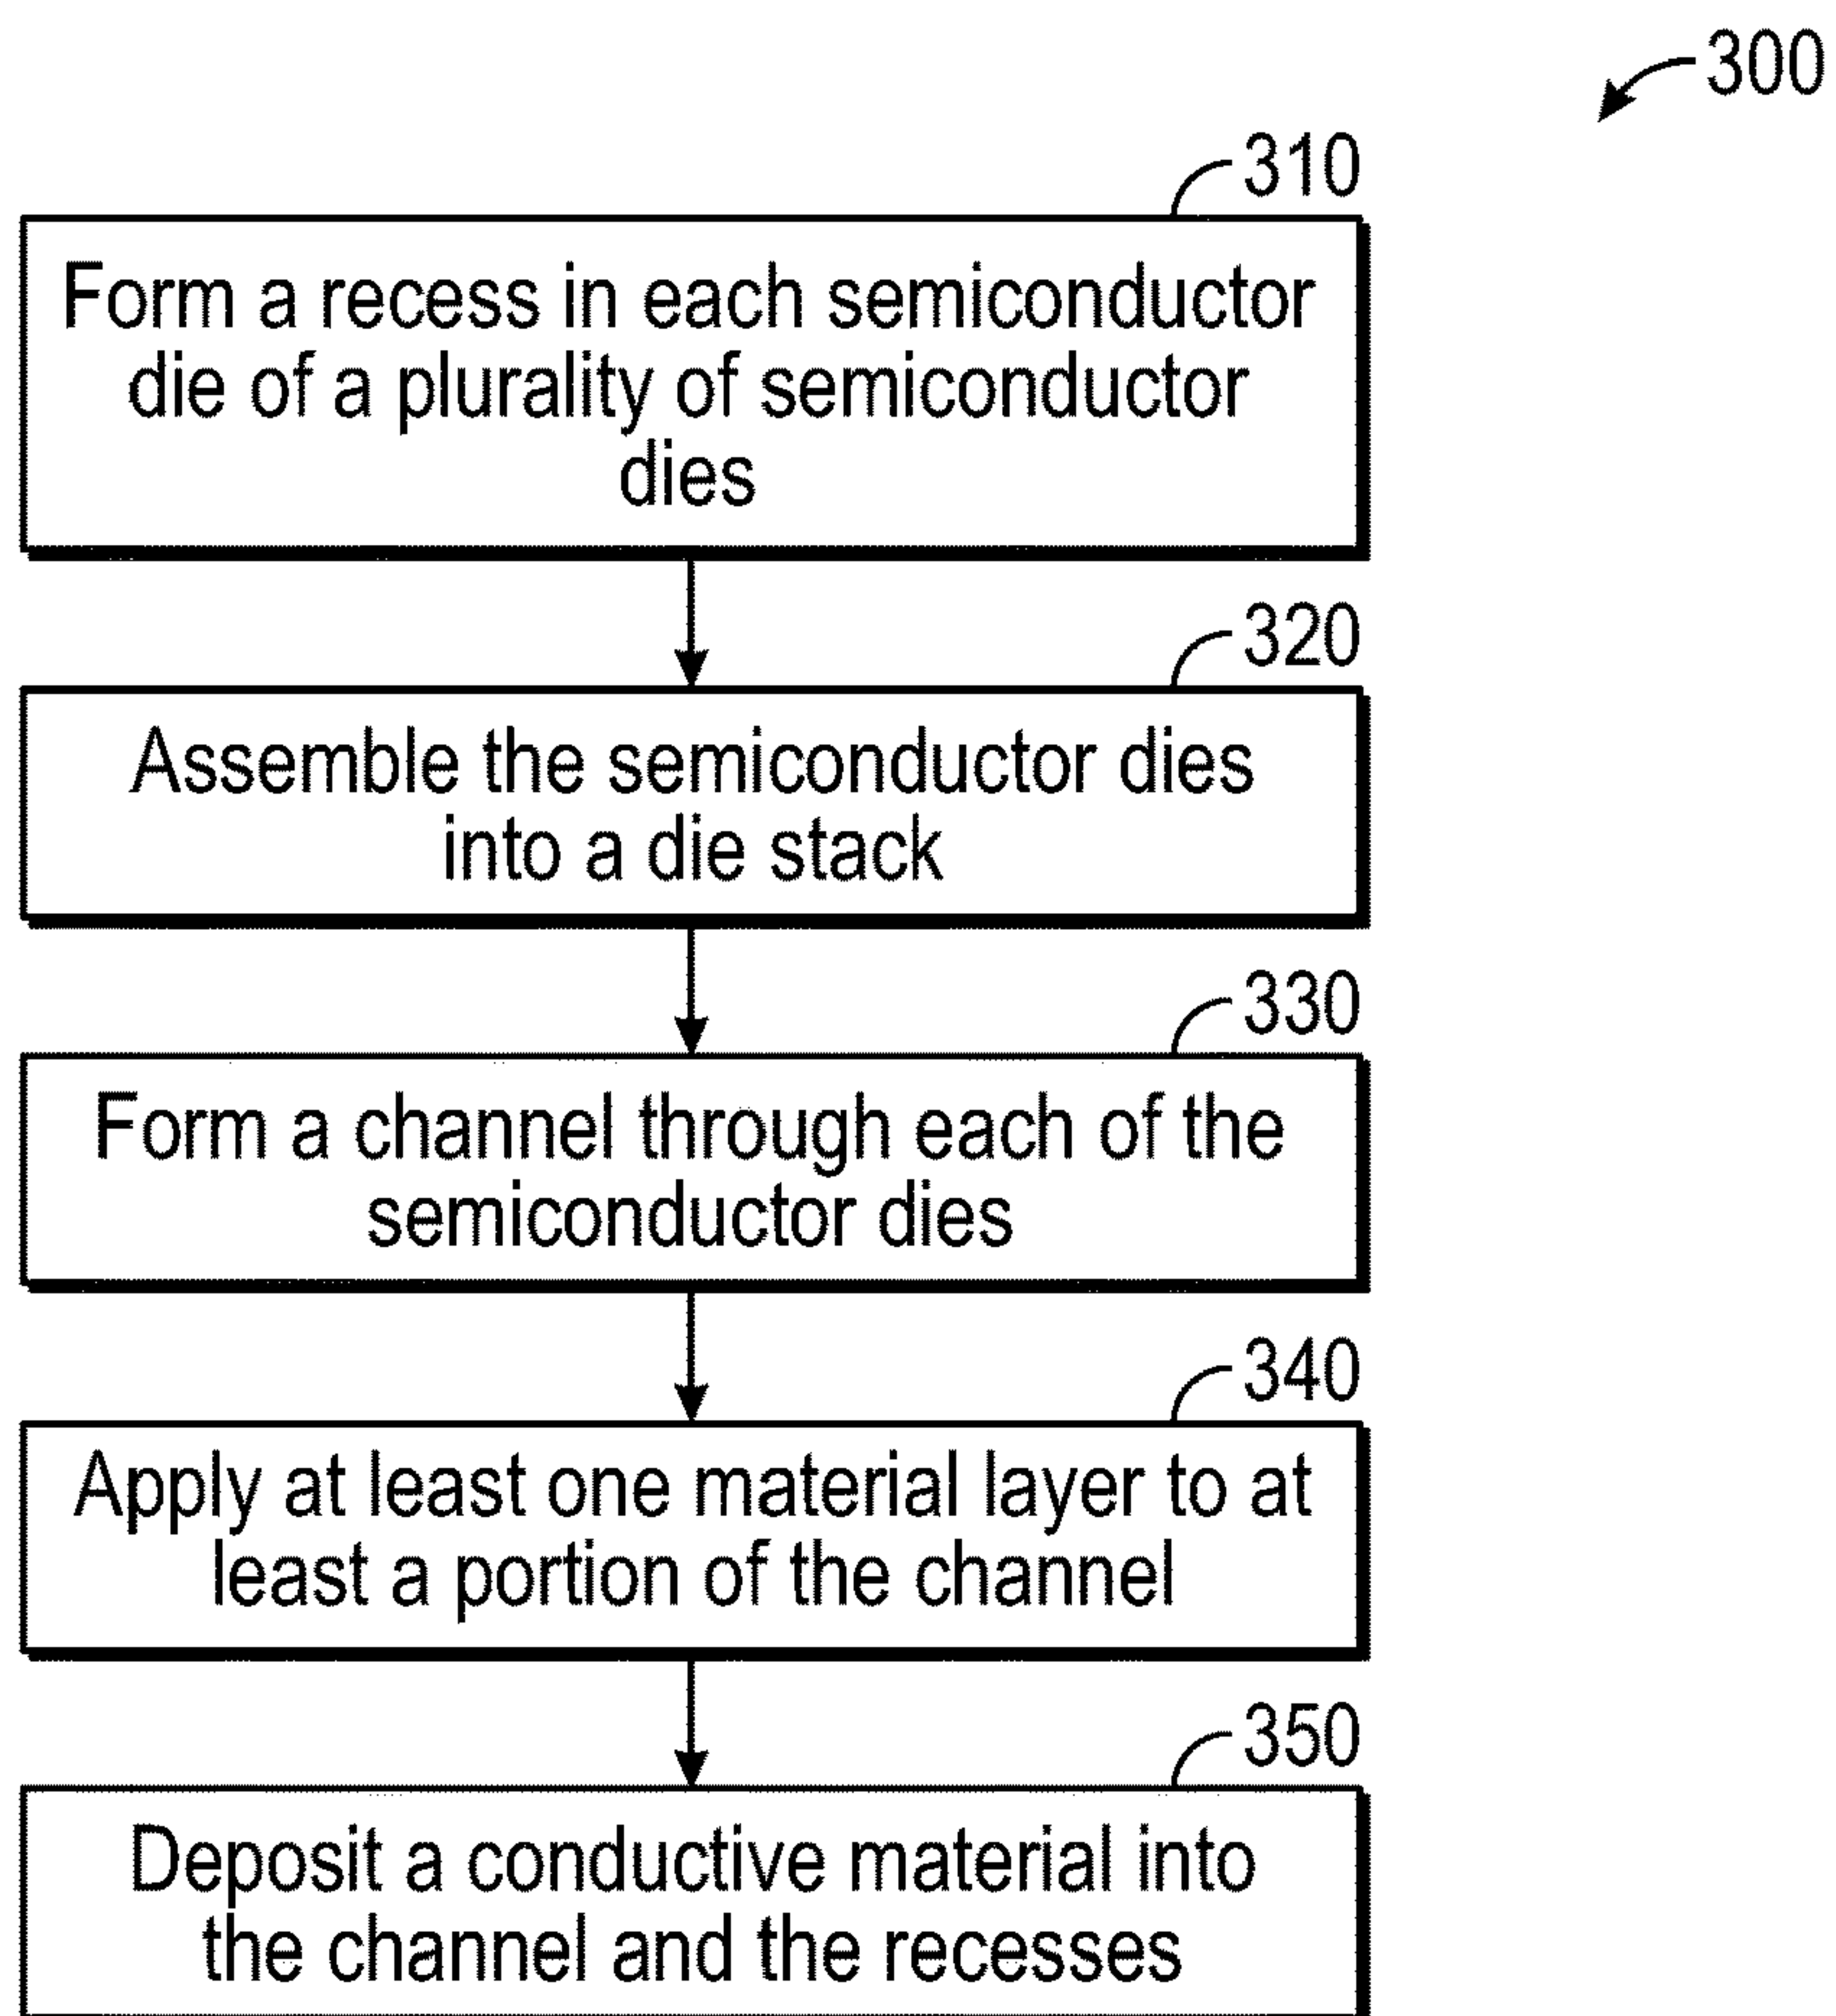 300
310
Form a recess in each semiconductor
die of a plurality of semiconductor
dies
320
Assemble the semiconductor dies
into a die stack
330
Form a channel through each of the
semiconductor dies
340
Apply at least one material layer to at
least a portion of the channel
350
Deposit a conductive material into
the channel and the recesses